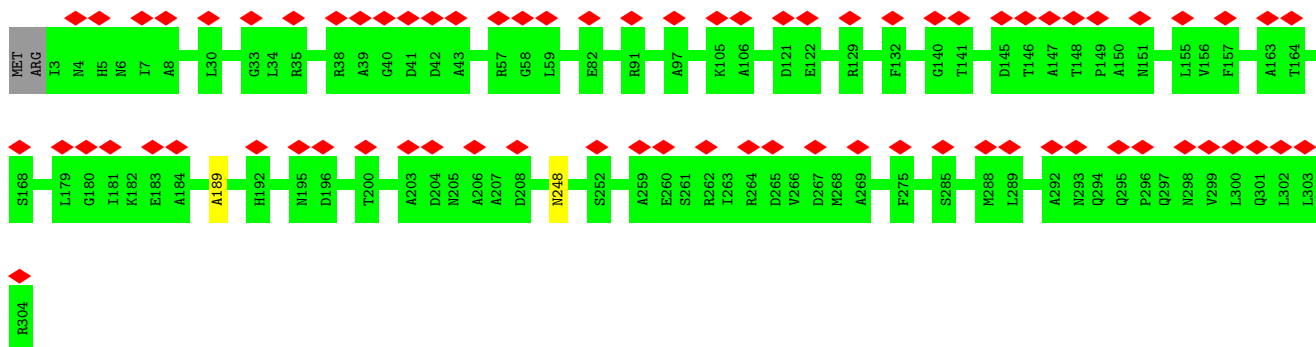 MET ARG I3 N4 H5 N6 I7 A8 L30 G33 L34 R35 R38 A39 G40 D41 D42 A43 R57 G58 L59 E82 R91 A97 K105 A106 D121 E122 R129 F132 G140 T141 D145 T146 A147 T148 P149 A150 N151 L155 V156 F157 A163 T164
S168 L179 G180 I181 K182 E183 A184 A189 H192 N195 D196 T200 A203 D204 N205 A206 A207 D208 N248 S252 A259 E260 S261 R262 I263 R264 D265 V266 D267 M268 A269 F275 S285 M288 L289 A292 N293 Q294 Q295 P296 Q297 N298 V299 L300 Q301 L302 L303
R304